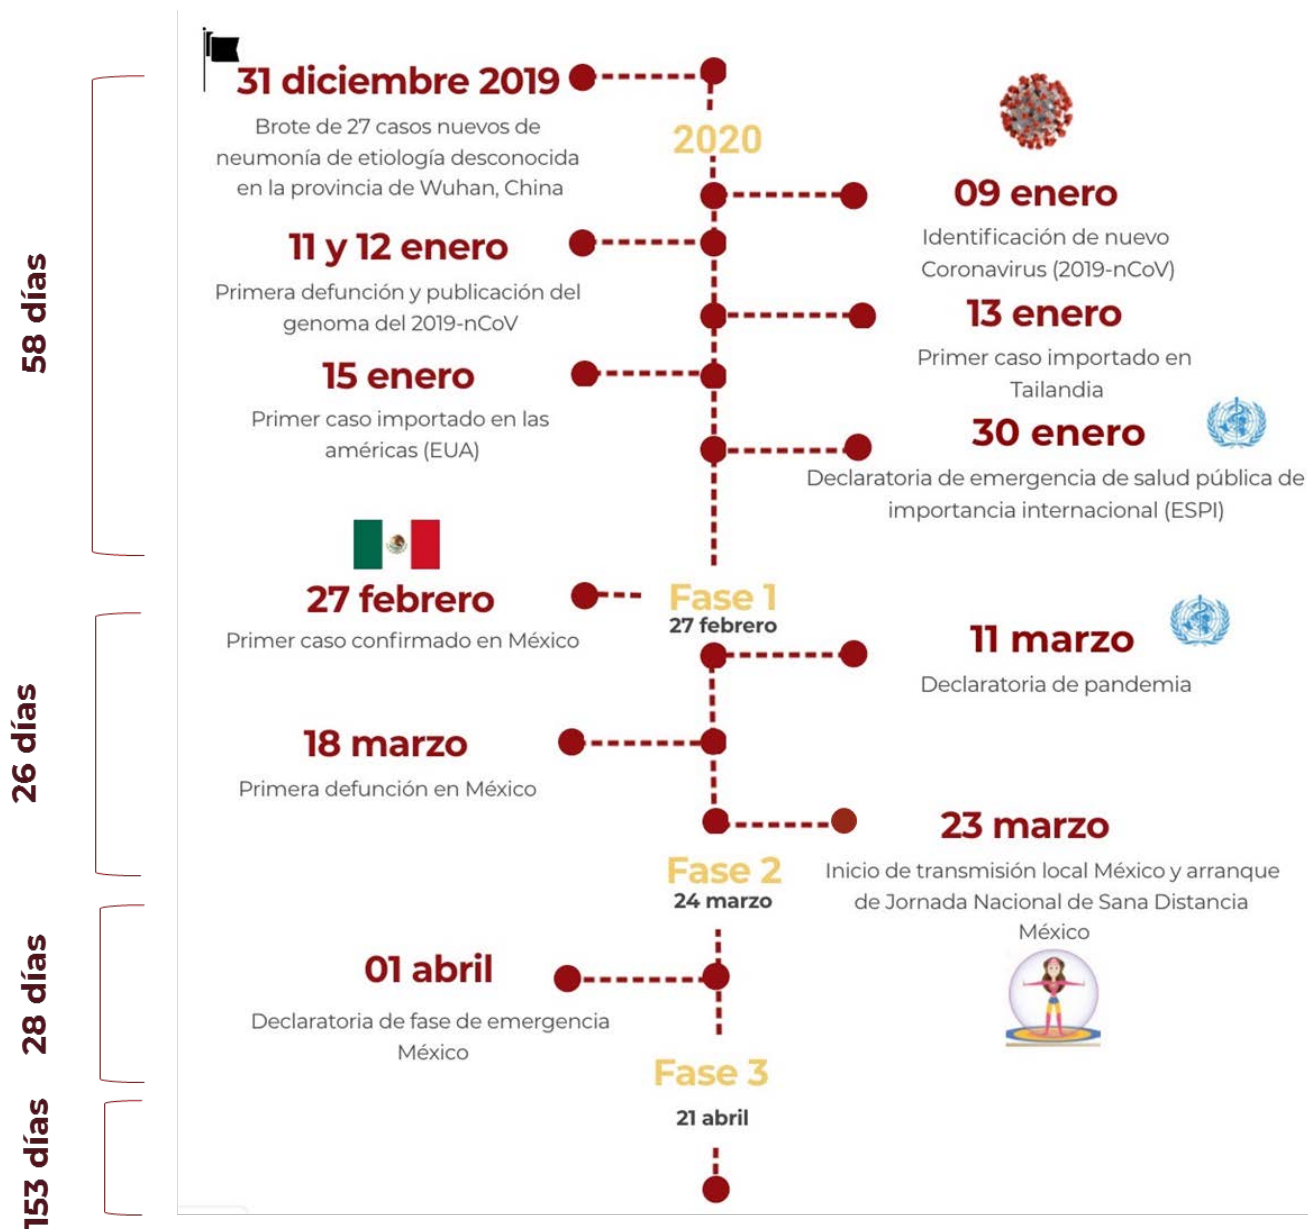 31 diciembre 2019
Brote de 27 casos nuevos de
neumonía de etiología desconocida
en la provincia de Wuhan, China
2020
09 enero
Identificación de nuevo
Coronavirus (2019-nCoV)
11 y 12 enero
Primera defunción y publicación del
genoma del 2019-nCoV
13 enero
Primer caso importado en
Tailandia
15 enero
Primer caso importado en las
américas (EUA)
30 enero
Declaratoria de emergencia de salud pública de
importancia internacional (ESPI)
58 días
27 febrero
Primer caso confirmado en México
Fase 1
27 febrero
11 marzo
Declaratoria de pandemia
18 marzo
Primera defunción en México
23 marzo
Inicio de transmisión local México y arranque
de Jornada Nacional de Sana Distancia
México
26 días
Fase 2
24 marzo
01 abril
Declaratoria de fase de emergencia
México
28 días
Fase 3
21 abril
153 días